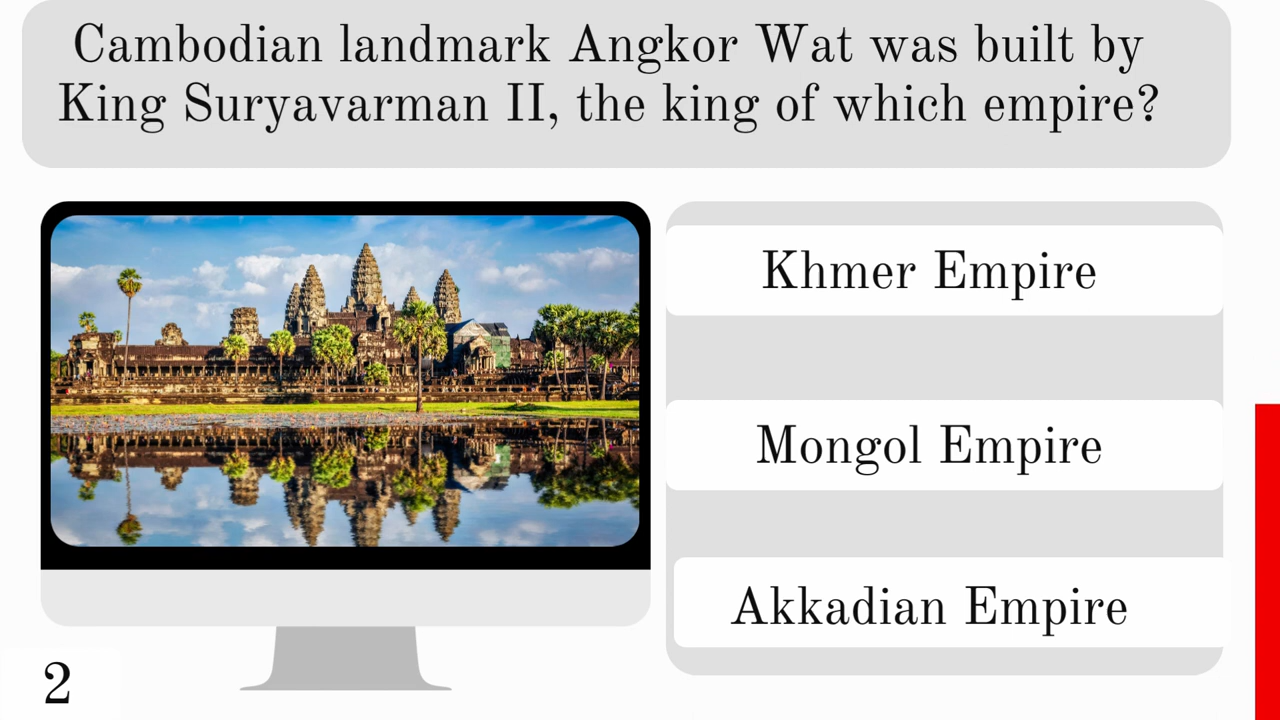 Cambodian landmark Angkor Wat was built by
King Suryavarman II, the king of which empire?
Khmer Empire
Mongol Empire
Akkadian Empire
2